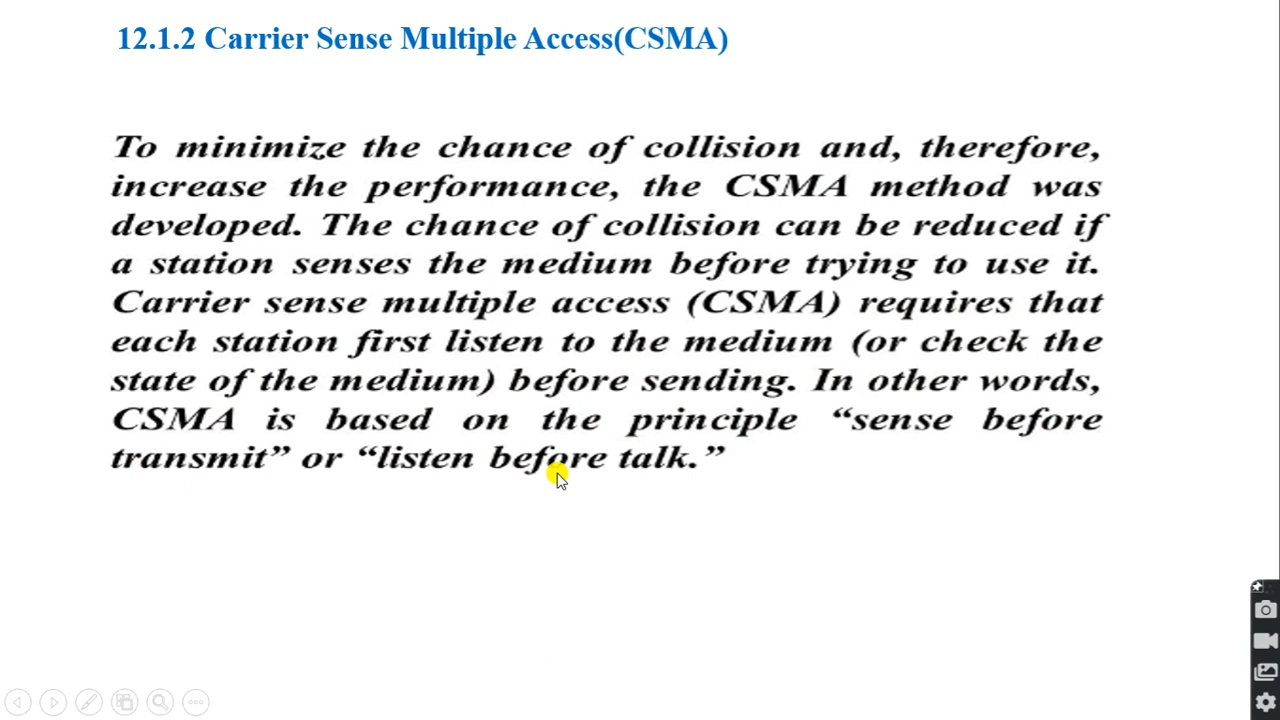 12.1.2 Carrier Sense Multiple Access(CSMA)
To minimize the chance of collision and, therefore,
increase the performance, the CSMA method was
developed. The chance of collision can be reduced if
a station senses the medium before trying to use it.
Carrier sense multiple access (CSMA) requires that
each station first listen to the medium (or check the
state of the medium) before sending. In other words,
CSMA is based on the principle “sense before
transmit” or “listen before talk.”